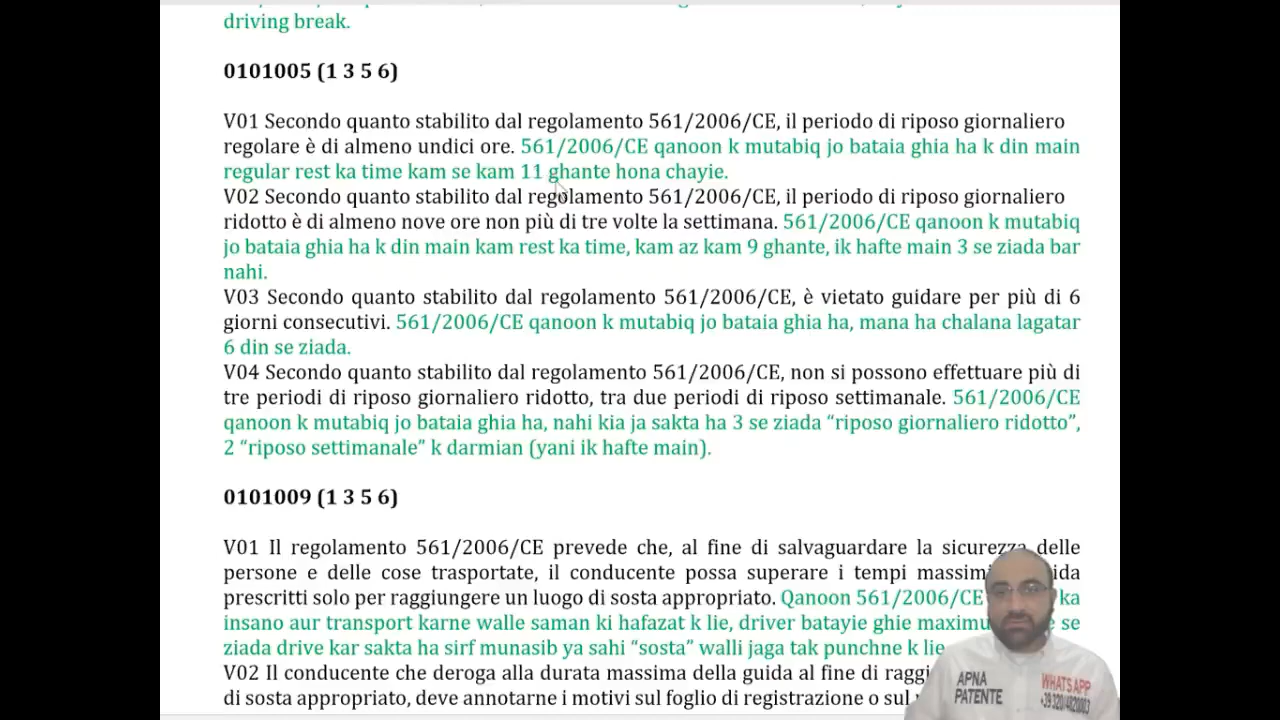 driving break.
0101005 (1 3 5 6)
V01 Secondo quanto stabilito dal regolamento 561/2006/CE, il periodo di riposo giornaliero
regolare è di almeno undici ore. 561/2006/CE qanoon k mutabiq jo bataia ghia ha k din main
regular rest ka time kam se kam 11 ghante hona chayie.
V02 Secondo quanto stabilito dal regolamento 561/2006/CE, il periodo di riposo giornaliero
ridotto è di almeno nove ore non più di tre volte la settimana. 561/2006/CE qanoon k mutabiq
jo bataia ghia ha k din main kam rest ka time, kam az kam 9 ghante, ik hafte main 3 se ziada bar
nahi.
V03 Secondo quanto stabilito dal regolamento 561/2006/CE, è vietato guidare per più di 6
giorni consecutivi. 561/2006/CE qanoon k mutabiq jo bataia ghia ha, mana ha chalana lagatar
6 din se ziada.
V04 Secondo quanto stabilito dal regolamento 561/2006/CE, non si possono effettuare più di
tre periodi di riposo giornaliero ridotto, tra due periodi di riposo settimanale. 561/2006/CE
qanoon k mutabiq jo bataia ghia ha, nahi kia ja sakta ha 3 se ziada “riposo giornaliero ridotto”,
2 “riposo settimanale” k darmian (yani ik hafte main).
0101009 (1 3 5 6)
V01 Il regolamento 561/2006/CE prevede che, al fine di salvaguardare la sicurezza delle
persone e delle cose trasportate, il conducente possa superare i tempi massimi
prescritti solo per raggiungere un luogo di sosta appropriato. Qanoon 561/2006/CE ka
insano aur transport karne walle saman ki hafazat k lie, driver batayie ghie se
ziada drive kar sakta ha sirf munasib ya sahi “sosta” walli jaga tak punchne k lie
V02 Il conducente che deroga alla durata massima della guida al fine di
di sosta appropriato, deve annotarne i motivi sul foglio di registrazione o sul
APNA
PATENTE
WHATSAPP